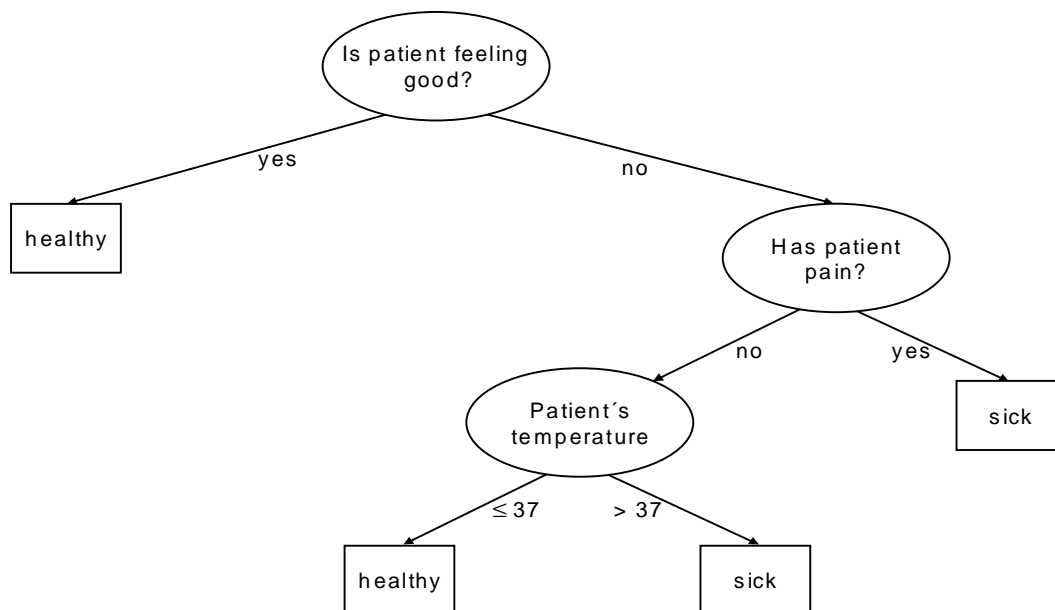 Is patient feeling
good?
yes
no
healthy
Has patient
pain?
no
yes
Patient´s
temperature
sick
≤ 37
> 37
healthy
sick